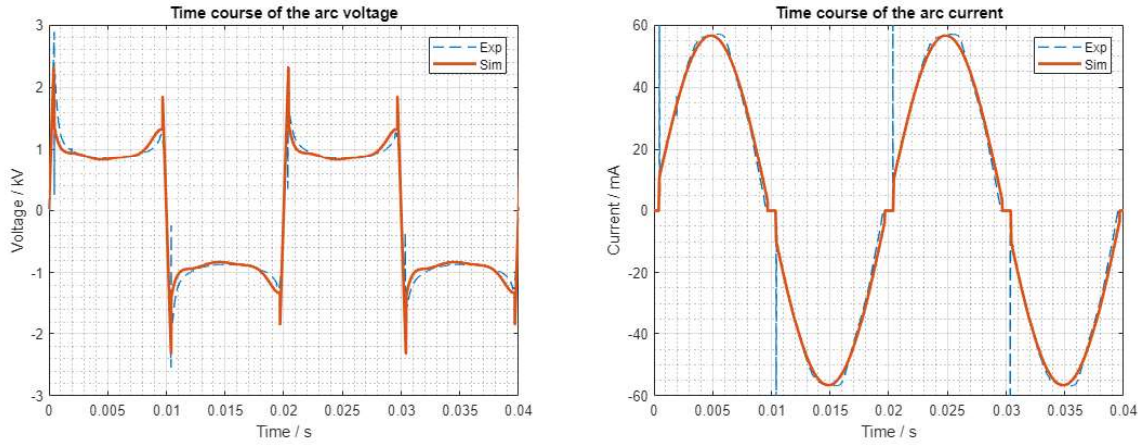 Time course of the arc voltage
3
2
1
0
-1
-2
-3
Voltage / kV
Exp
Sim
0 0.005 0.01 0.015 0.02 0.025 0.03 0.035 0.04
Time / s
Time course of the arc current
60
40
20
0
-20
-40
-60
Current / mA
Exp
Sim
0 0.005 0.01 0.015 0.02 0.025 0.03 0.035 0.04
Time / s